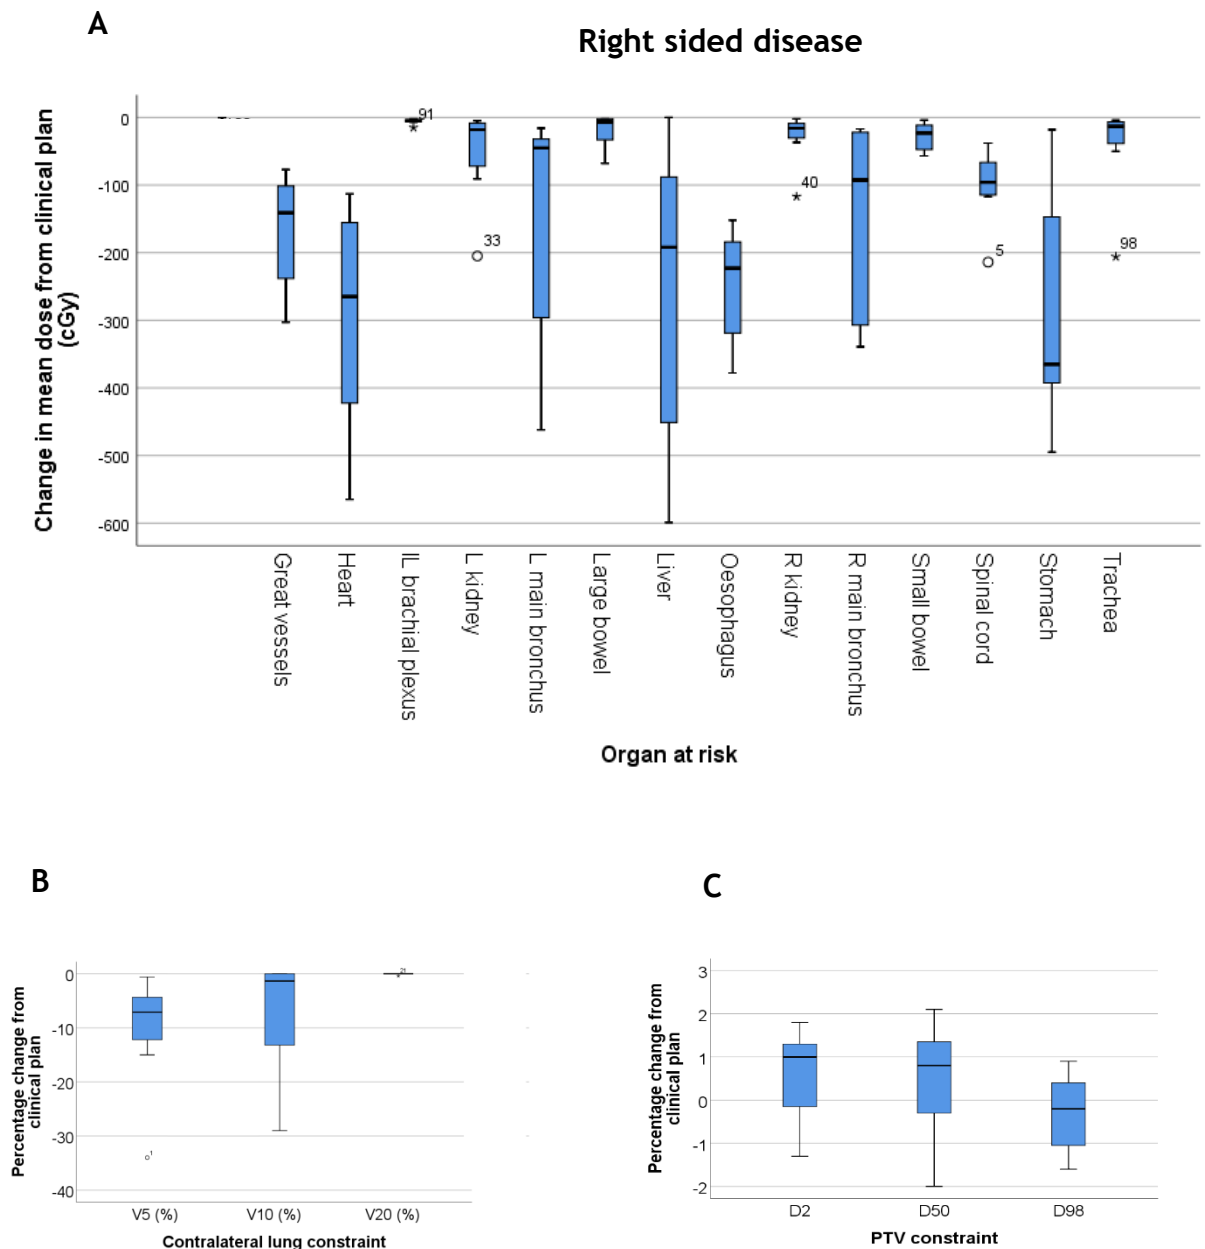 A
Right sided disease
Change in mean dose from clinical plan
(cGy)
0
-100
-200
-300
-400
-500
-600
91
33
40
5
98
Great vessels
Heart
IL brachial plexus
L kidney
L main bronchus
Large bowel
Liver
Oesophagus
R kidney
R main bronchus
Small bowel
Spinal cord
Stomach
Trachea
Organ at risk
B
Percentage change from
clinical plan
0
-10
-20
-30
-40
21
1
V5 (%)
V10 (%)
V20 (%)
Contralateral lung constraint
C
Percentage change from
clinical plan
3
2
1
0
-1
-2
D2
D50
D98
PTV constraint